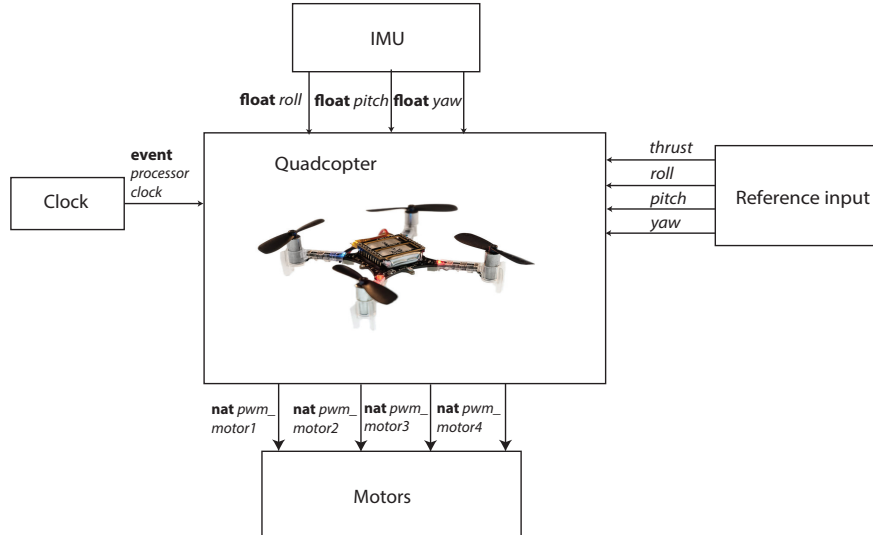 IMU
float roll float pitch float yaw
event
processor
clock
Clock
Quadcopter
thrust
roll
pitch
yaw
Reference input
nat pwm_
motor1
nat pwm_
motor2
nat pwm_
motor3
nat pwm_
motor4
Motors